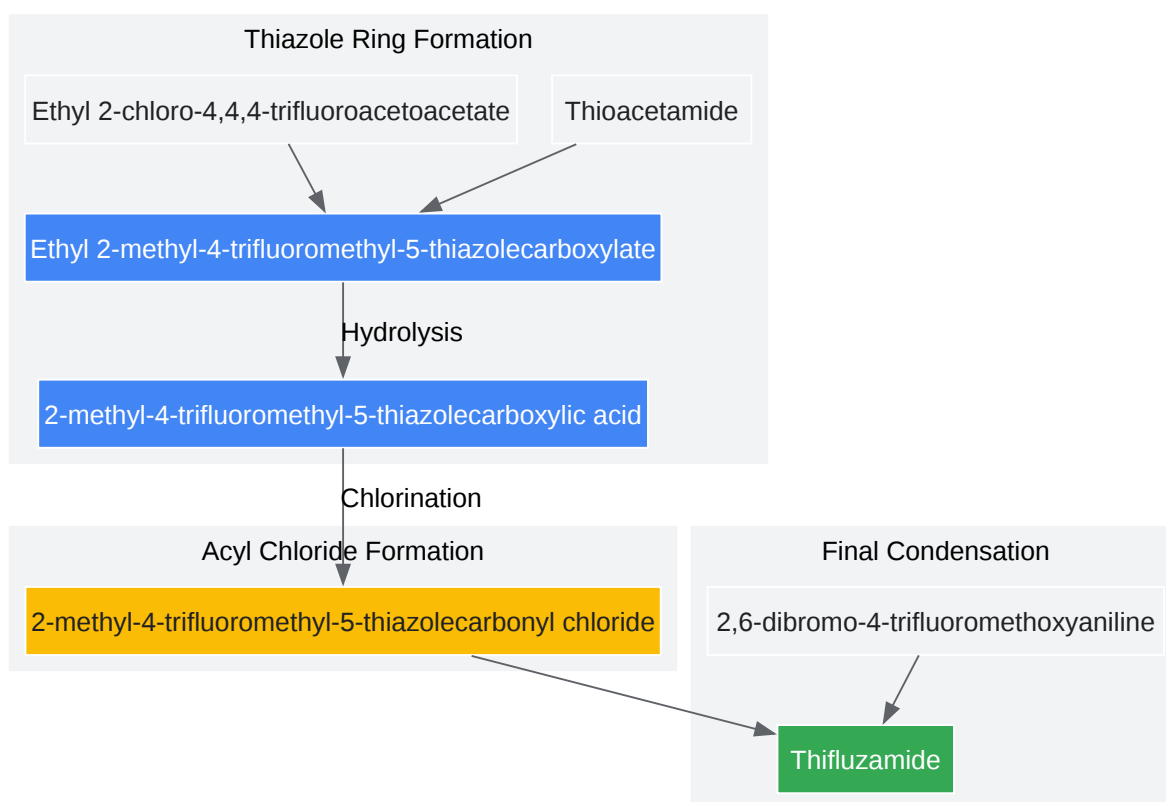 Thiazole Ring Formation
Ethyl 2-chloro-4,4,4-trifluoroacetoacetate
Thioacetamide
Ethyl 2-methyl-4-trifluoromethyl-5-thiazolecarboxylate
Hydrolysis
2-methyl-4-trifluoromethyl-5-thiazolecarboxylic acid
Chlorination
Acyl Chloride Formation
Final Condensation
2-methyl-4-trifluoromethyl-5-thiazolecarbonyl chloride
2,6-dibromo-4-trifluoromethoxyaniline
Thifluzamide